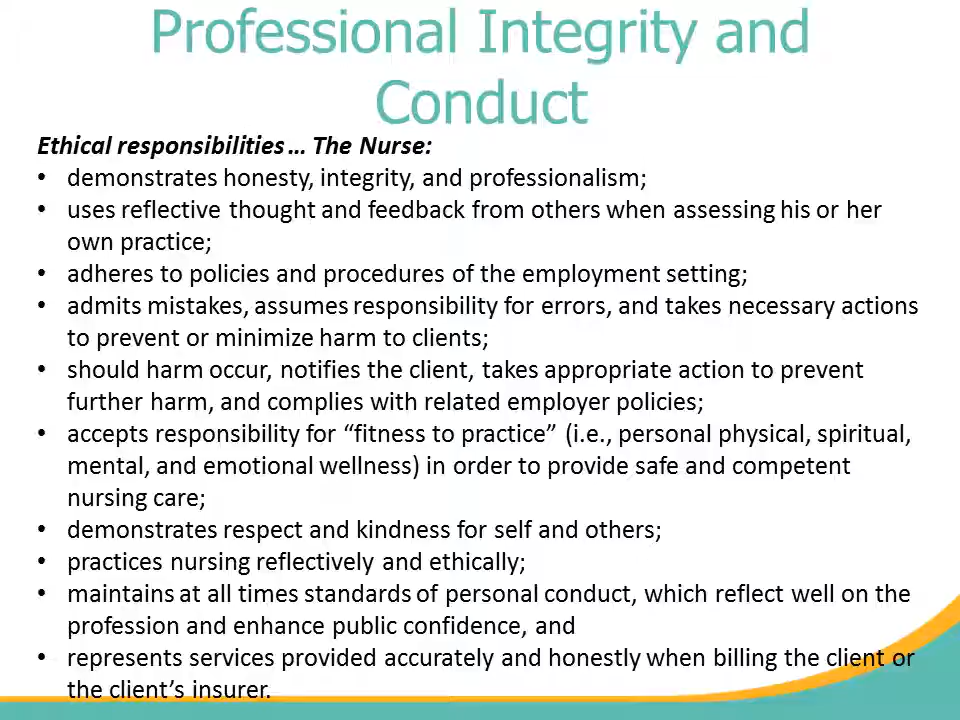 Professional Integrity and
Conduct
Ethical responsibilities… The Nurse:
• demonstrates honesty, integrity, and professionalism;
• uses reflective thought and feedback from others when assessing his or her
own practice;
• adheres to policies and procedures of the employment setting;
• admits mistakes, assumes responsibility for errors, and takes necessary actions
to prevent or minimize harm to clients;
• should harm occur, notifies the client, takes appropriate action to prevent
further harm, and complies with related employer policies;
• accepts responsibility for “fitness to practice” (i.e., personal physical, spiritual,
mental, and emotional wellness) in order to provide safe and competent
nursing care;
• demonstrates respect and kindness for self and others;
• practices nursing reflectively and ethically;
• maintains at all times standards of personal conduct, which reflect well on the
profession and enhance public confidence, and
• represents services provided accurately and honestly when billing the client or
the client’s insurer.